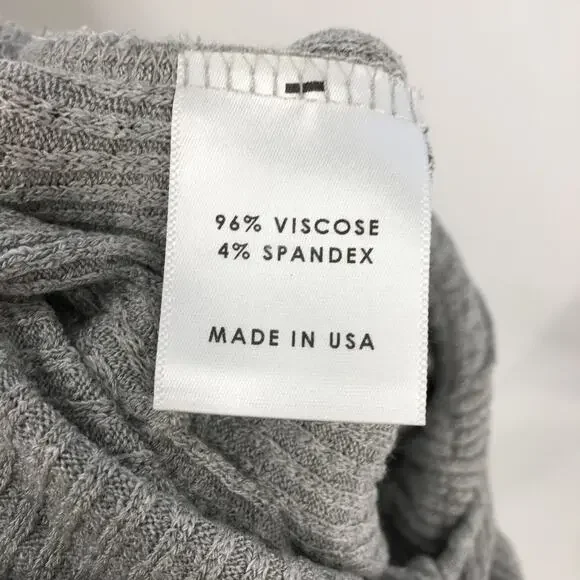 96% VISCOSE
4% SPANDEX
MADE IN USA